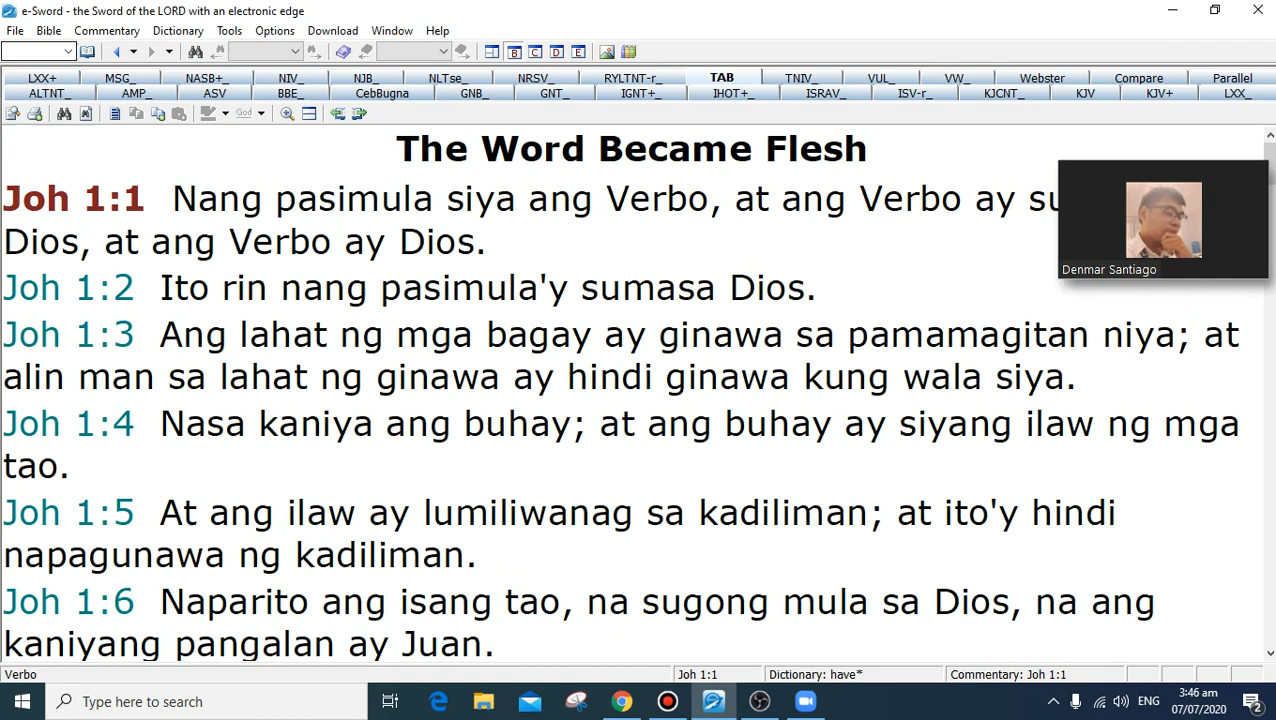 e-Sword - the Sword of the LORD with an electronic edge
File Bible Commentary Dictionary Tools Options Download Window Help
LXX+ MSG_ NASB+_ NIV_ NJB_ NLTse_ NRSV_ RYLTNT-r_ TAB TNIV_ VUL_ VW_ Webster Compare Parallel
ALTNT_ AMP_ ASV BBE_ CebBugna GNB_ GNT_ IGNT+_ IHOT+_ ISRAV_ ISV-r_ KJCNT_ KJV KJV+ LXX_
God
The Word Became Flesh
Joh 1:1 Nang pasimula siya ang Verbo, at ang Verbo ay
Dios, at ang Verbo ay Dios.
Denmar Santiago
Joh 1:2 Ito rin nang pasimula'y sumasa Dios.
Joh 1:3 Ang lahat ng mga bagay ay ginawa sa pamamagitan niya; at
alin man sa lahat ng ginawa ay hindi ginawa kung wala siya.
Joh 1:4 Nasa kaniya ang buhay; at ang buhay ay siyang ilaw ng mga
tao.
Joh 1:5 At ang ilaw ay lumiliwanag sa kadiliman; at ito'y hindi
napagunawa ng kadiliman.
Joh 1:6 Naparito ang isang tao, na sugong mula sa Dios, na ang
kaniyang pangalan ay Juan.
Verbo Joh 1:1 Dictionary: have* Commentary: Joh 1:1
Type here to search
ENG
3:46 am
07/07/2020
2